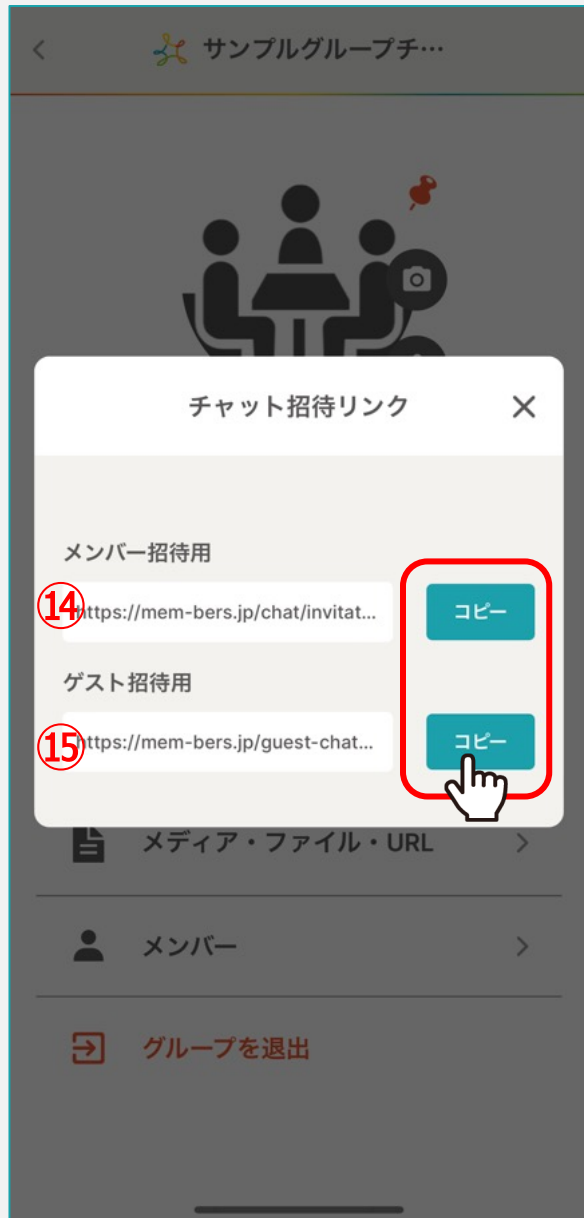 サンプルグループチ…
チャット招待リンク
メンバー招待用
⑭ https://mem-bers.jp/chat/invitat... コピー
ゲスト招待用
⑮ https://mem-bers.jp/guest-chat... コピー
メディア・ファイル・URL
メンバー
グループを退出